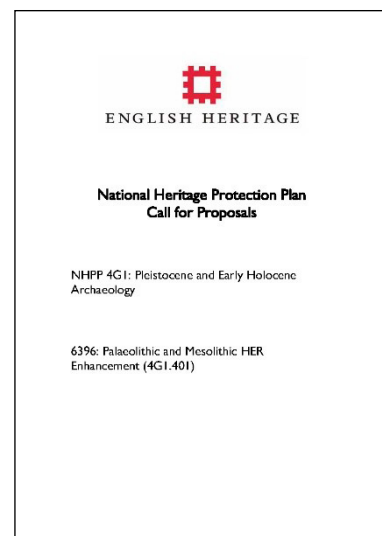 ENGLISH HERITAGE
National Heritage Protection Plan
Call for Proposals
NHPP 4G1: Pleistocene and Early Holocene
Archaeology
6396: Palaeolithic and Mesolithic HER
Enhancement (4G1.401)